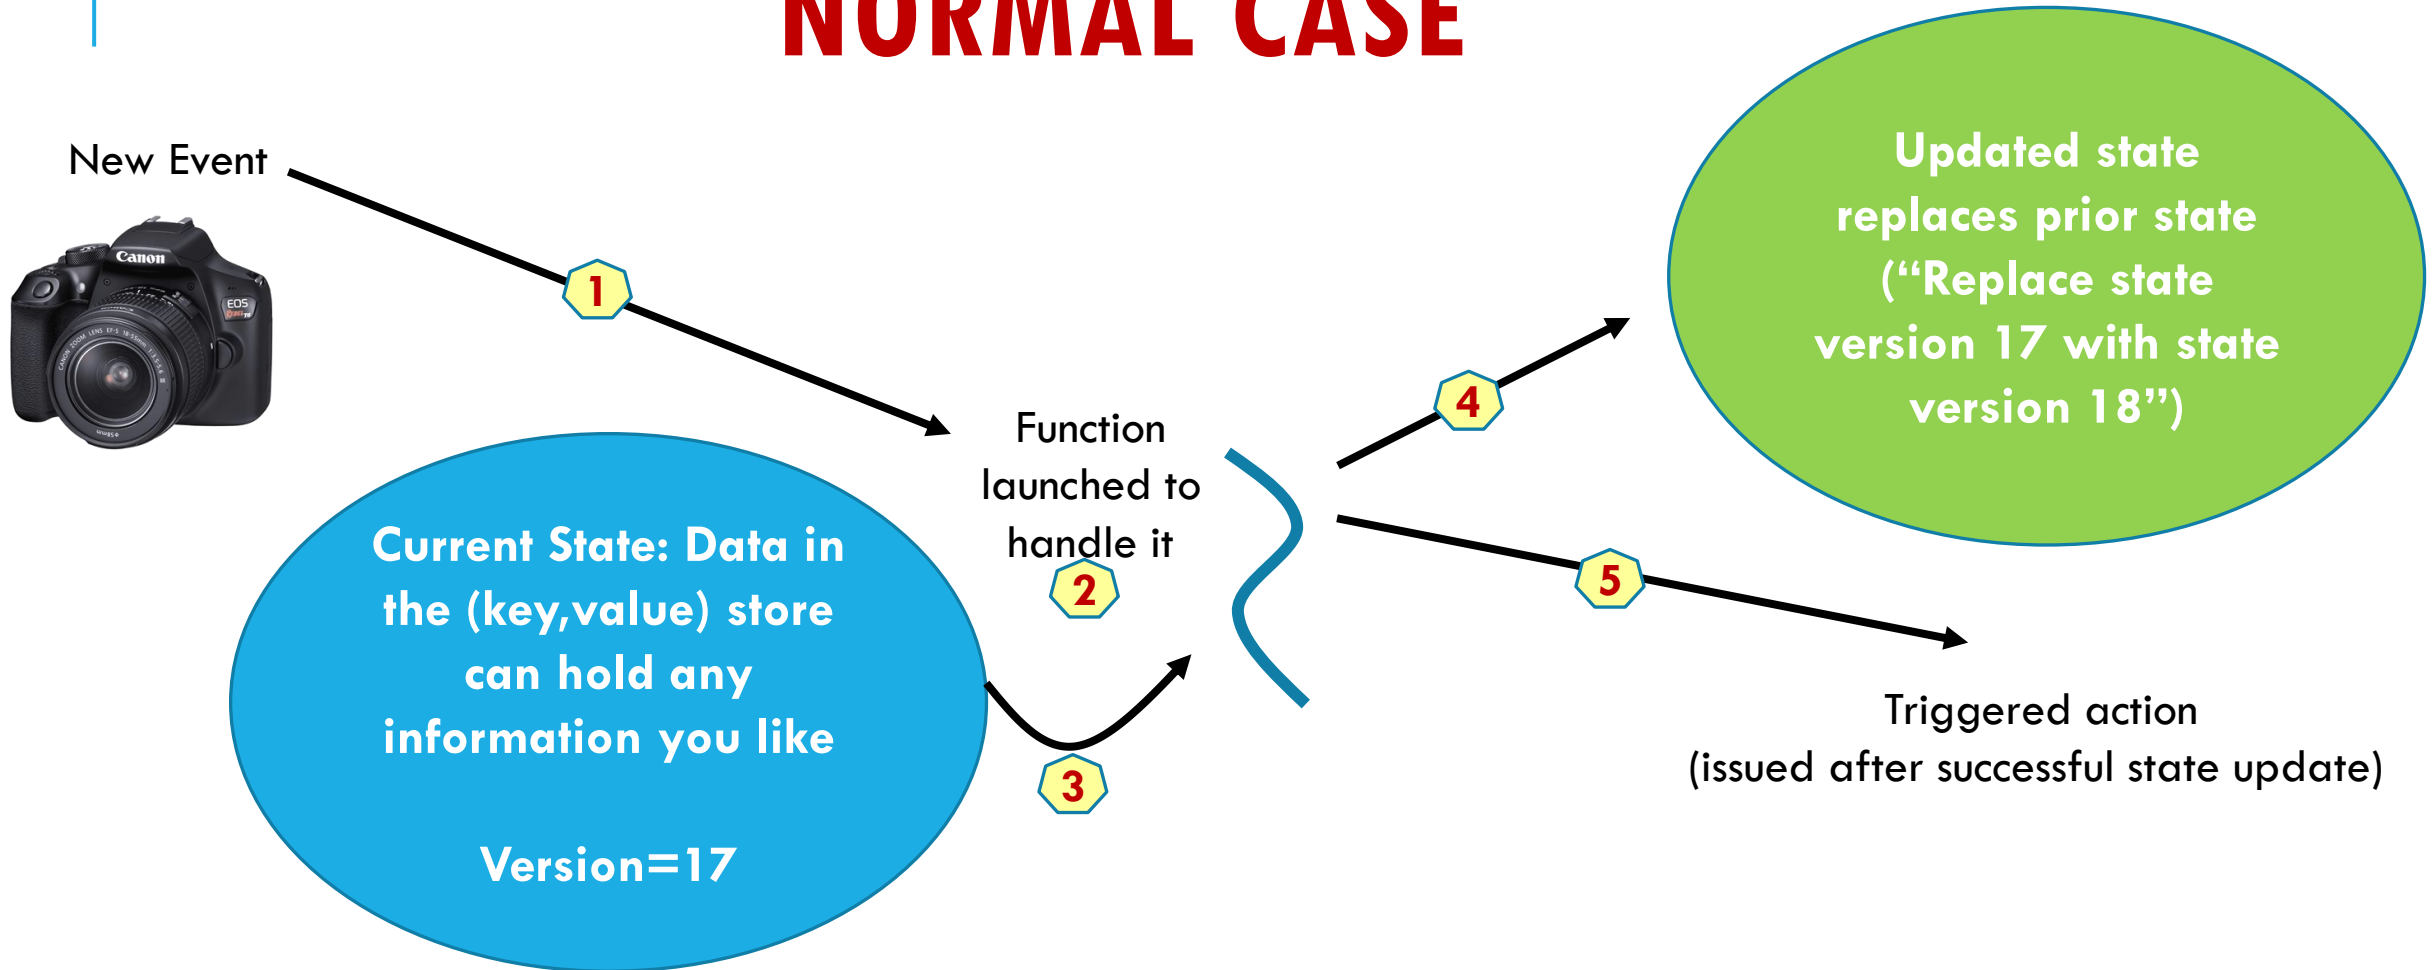 NORMAL CASE
New Event
Canon
EOS
1
Function
launched to
handle it
2
Current State: Data in
the (key,value) store
can hold any
information you like
Version=17
3
4
Updated state
replaces prior state
(“Replace state
version 17 with state
version 18”)
5
Triggered action
(issued after successful state update)